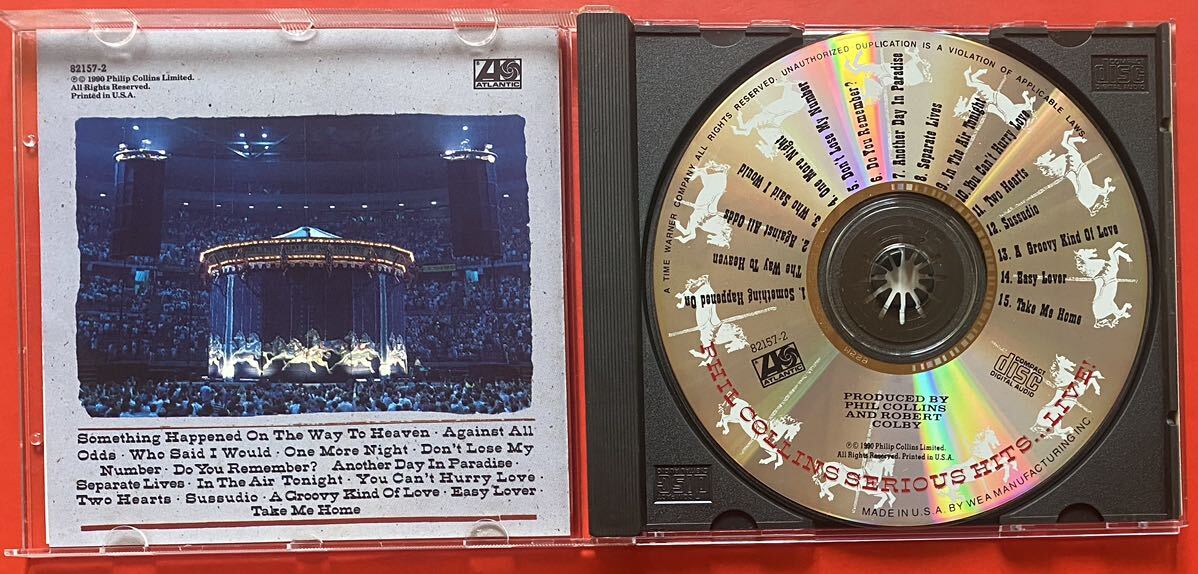 82157-2
℗© 1990 Philip Collins Limited.
All Rights Reserved.
Printed in U.S.A.
ATLANTIC
Something Happened On The Way To Heaven · Against All
Odds · Who Said I Would · One More Night · Don't Lose My
Number · Do You Remember? Another Day In Paradise ·
Separate Lives · In The Air Tonight · You Can't Hurry Love ·
Two Hearts · Sussudio · A Groovy Kind Of Love · Easy Lover ·
Take Me Home
A TIME WARNER COMPANY ALL RIGHTS RESERVED. UNAUTHORIZED DUPLICATION IS A VIOLATION OF APPLICABLE LAWS
1. Something Happened On
The Way To Heaven
2. Against All Odds
3. Who Said I Would
4. One More Night
5. Don't Lose My Number
6. Do You Remember?
7. Another Day In Paradise
8. Separate Lives
9. In The Air Tonight
10. You Can't Hurry Love
11. Two Hearts
12. Sussudio
13. A Groovy Kind Of Love
14. Easy Lover
15. Take Me Home
82157-2
ATLANTIC
COMPACT
disc
DIGITAL AUDIO
PRODUCED BY
PHIL COLLINS
AND ROBERT
COLBY
℗© 1990 Philip Collins Limited.
All Rights Reserved. Printed in U.S.A.
PHIL COLLINS SERIOUS HITS...LIVE!
MADE IN U.S.A. BY WEA MANUFACTURING INC.
COMPACT
disc
DIGITAL AUDIO